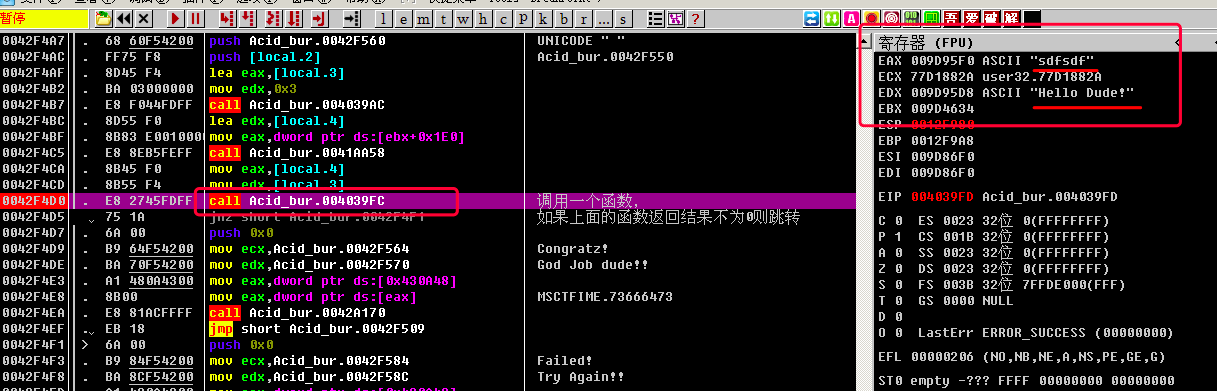 暂停
l e m t w h c p k b r ... s
吾 爱 破 解
0042F4A7 . 68 60F54200 push Acid_bur.0042F560 UNICODE " "
0042F4AC . FF75 F8 push [local.2] Acid_bur.0042F550
0042F4AF . 8D45 F4 lea eax,[local.3]
0042F4B2 . BA 03000000 mov edx,0x3
0042F4B7 . E8 F044FDFF call Acid_bur.004039AC
0042F4BC . 8D55 F0 lea edx,[local.4]
0042F4BF . 8B83 E0010000 mov eax,dword ptr ds:[ebx+0x1E0]
0042F4C5 . E8 8EB5FEFF call Acid_bur.0041AA58
0042F4CA . 8B45 F0 mov eax,[local.4]
0042F4CD . 8B55 F4 mov edx,[local.3]
0042F4D0 . E8 2745FDFF call Acid_bur.004039FC 调用一个函数,
0042F4D5 . 75 1A jnz short Acid_bur.0042F4F1 如果上面的函数返回结果不为0则跳转
0042F4D7 . 6A 00 push 0x0
0042F4D9 . B9 64F54200 mov ecx,Acid_bur.0042F564 Congratz!
0042F4DE . BA 70F54200 mov edx,Acid_bur.0042F570 God Job dude!!
0042F4E3 . A1 480A4300 mov eax,dword ptr ds:[0x430A48]
0042F4E8 . 8B00 mov eax,dword ptr ds:[eax] MSCTFIME.73666473
0042F4EA . E8 81ACFFFF call Acid_bur.0042A170
0042F4EF . EB 18 jmp short Acid_bur.0042F509
0042F4F1 > 6A 00 push 0x0
0042F4F3 . B9 84F54200 mov ecx,Acid_bur.0042F584 Failed!
0042F4F8 . BA 8CF54200 mov edx,Acid_bur.0042F58C Try Again!!
寄存器 (FPU)
EAX 009D95F0 ASCII "sdfsdf"
ECX 77D1882A user32.77D1882A
EDX 009D95D8 ASCII "Hello Dude!"
EBX 009D4634
ESP
EBP 0012F9A8
ESI 009D86F0
EDI 009D86F0
EIP 004039FD Acid_bur.004039FD
C 0 ES 0023 32位 0(FFFFFFFF)
P 1 CS 001B 32位 0(FFFFFFFF)
A 0 SS 0023 32位 0(FFFFFFFF)
Z 0 DS 0023 32位 0(FFFFFFFF)
S 0 FS 003B 32位 7FFDE000(FFF)
T 0 GS 0000 NULL
D 0
O 0 LastErr ERROR_SUCCESS (00000000)
EFL 00000206 (NO,NB,NE,A,NS,PE,GE,G)
ST0 empty -??? FFFF 00000000 00000000